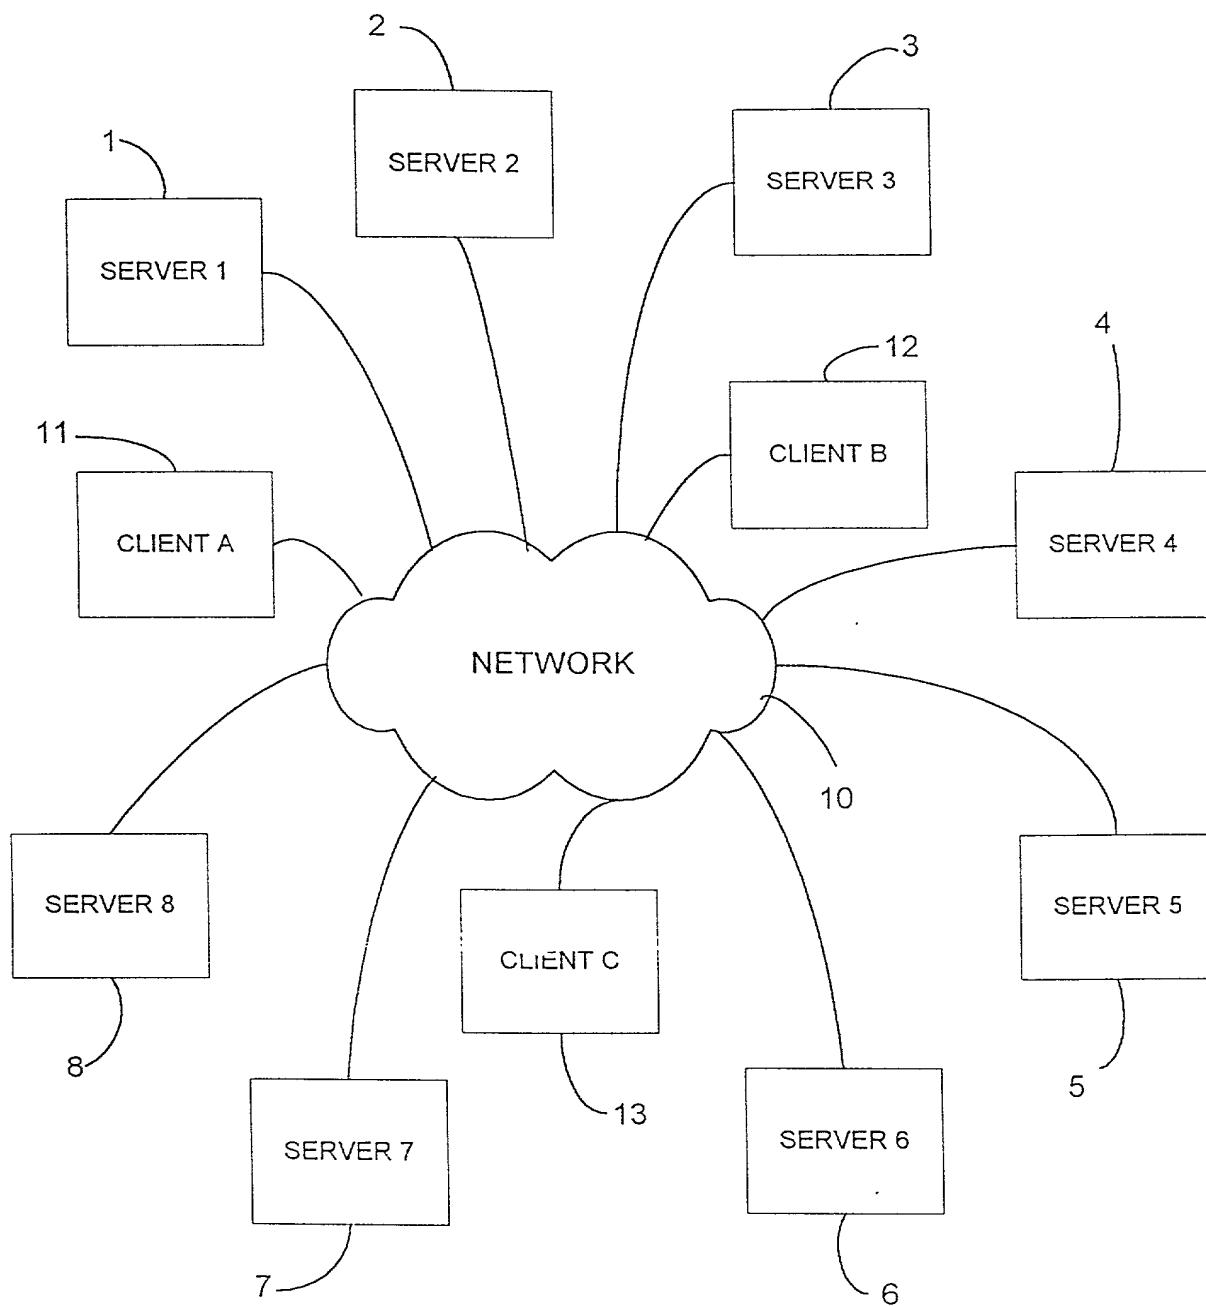 2
3
1
SERVER 2
SERVER 3
SERVER 1
4
12
11
CLIENT B
CLIENT A
SERVER 4
NETWORK
10
SERVER 8
SERVER 5
CLIENT C
8
5
13
SERVER 7
SERVER 6
7
6